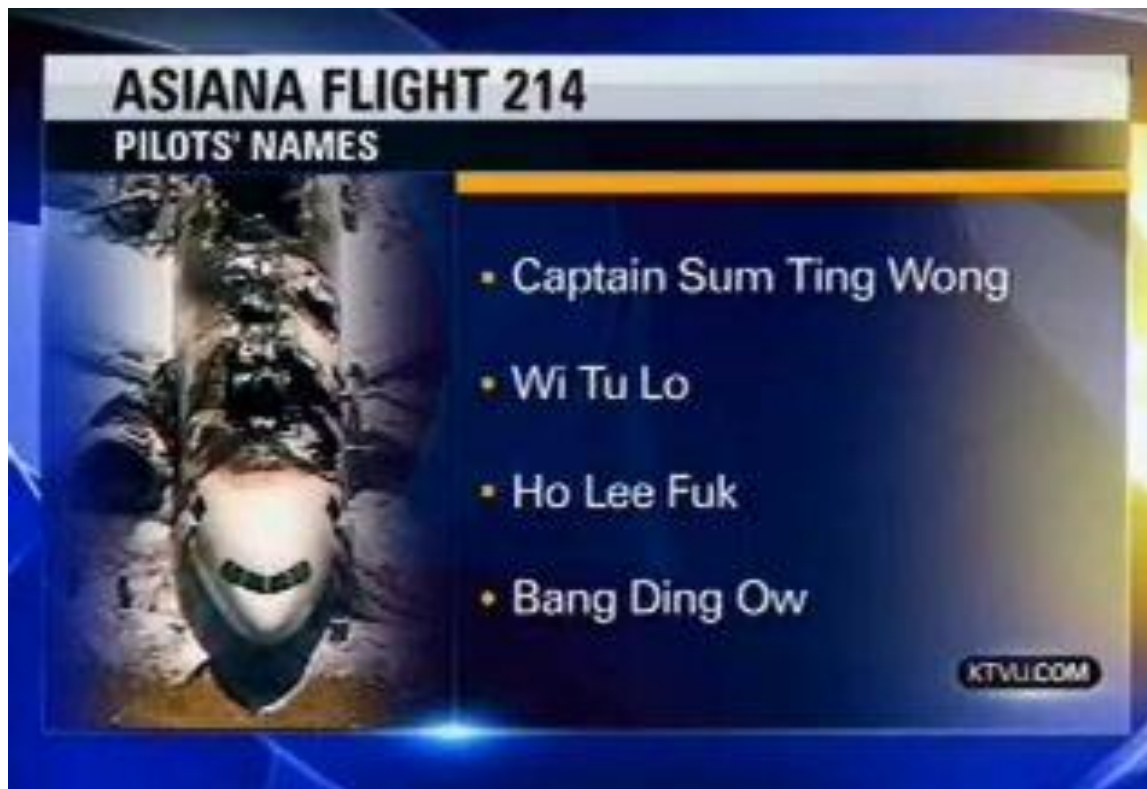 ASIANA FLIGHT 214
PILOTS' NAMES
• Captain Sum Ting Wong
• Wi Tu Lo
• Ho Lee Fuk
• Bang Ding Ow
KTVU.COM